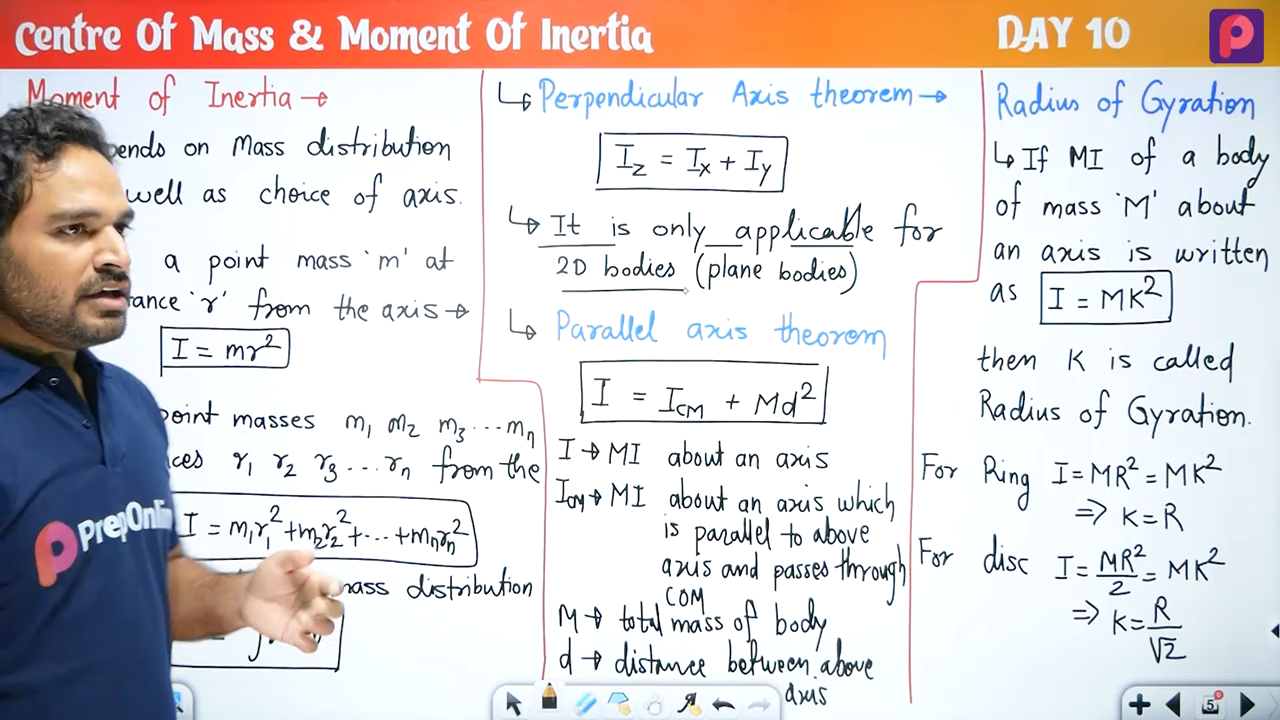 Centre Of Mass & Moment Of Inertia
DAY 10
Moment of Inertia →
on Mass distribution
well as choice of axis.
a point mass 'm' at
'r' from the axis →
I = mr²
point masses m₁ m₂ m₃ ... mₙ
r₁ r₂ r₃ ... rₙ from the
I = m₁r₁² + m₂r₂² + ... + mₙrₙ²
mass distribution
↳ Perpendicular Axis theorem →
I_z = I_x + I_y
↳ It is only applicable for
2D bodies (plane bodies)
↳ Parallel axis theorem
I = I_CM + Md²
I → MI about an axis
I_CM → MI about an axis which
is parallel to above
axis and passes through
COM
M → total mass of body
d → distance between above
axis
Radius of Gyration
↳ If MI of a body
of mass 'M' about
an axis is written
as I = MK²
then K is called
Radius of Gyration.
For Ring I = MR² = MK²
⇒ K = R
For disc I = MR²/2 = MK²
⇒ K = R/√2
PrepOnlin
5